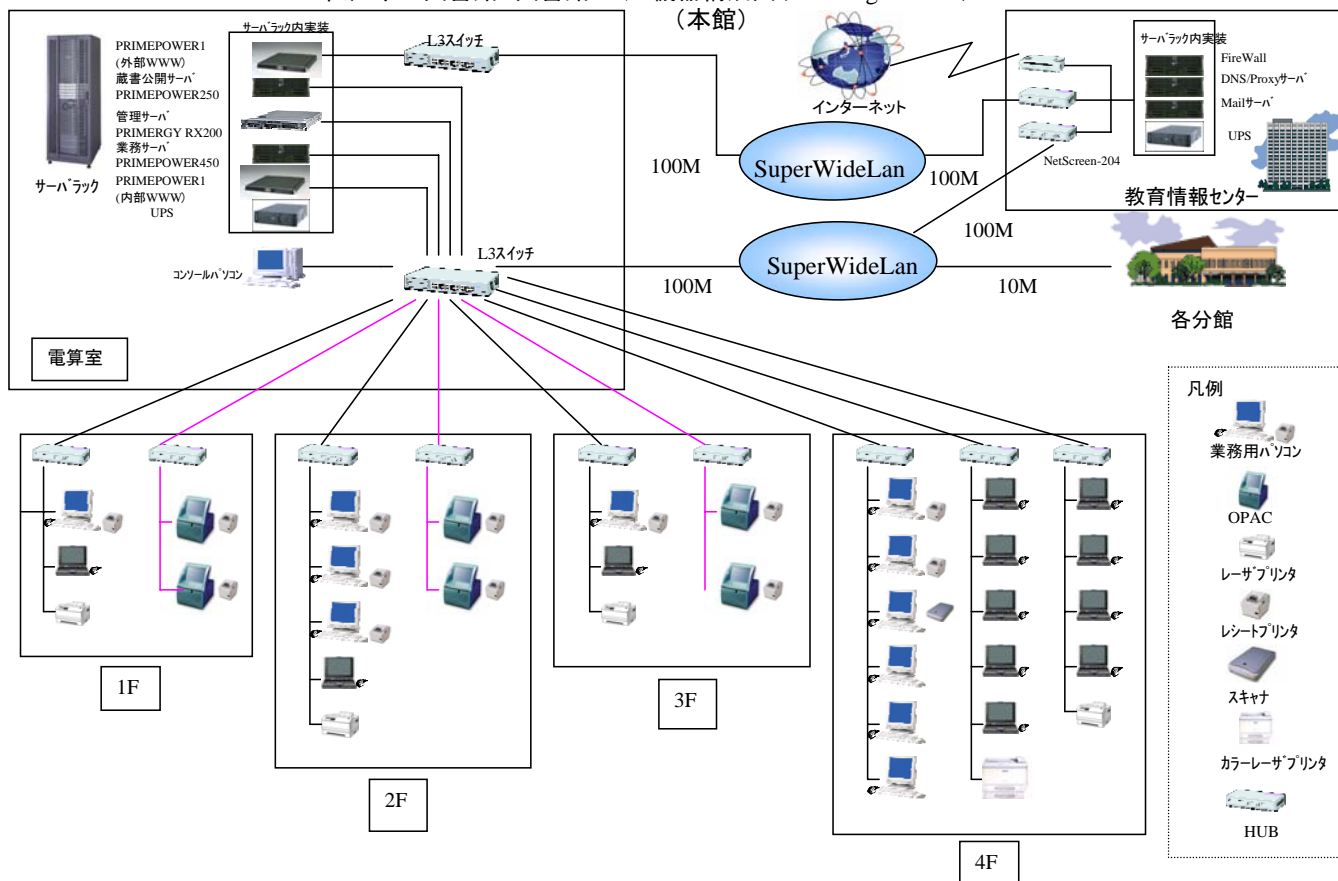 (本館)
サーバラック内実装
PRIMEPOWER1
(外部WWW)
蔵書公開サーバ
PRIMEPOWER250
管理サーバ
PRIMERGY RX200
業務サーバ
PRIMEPOWER450
PRIMEPOWER1
(内部WWW)
UPS
サーバラック
コンソールパソコン
L3スイッチ
L3スイッチ
電算室
インターネット
SuperWideLan
100M
100M
SuperWideLan
100M
100M
10M
サーバラック内実装
FireWall
DNS/Proxyサーバ
Mailサーバ
UPS
NetScreen-204
教育情報センター
各分館
1F
2F
3F
4F
凡例
業務用パソコン
OPAC
レーザプリンタ
レシートプリンタ
スキャナ
カラーレーザプリンタ
HUB